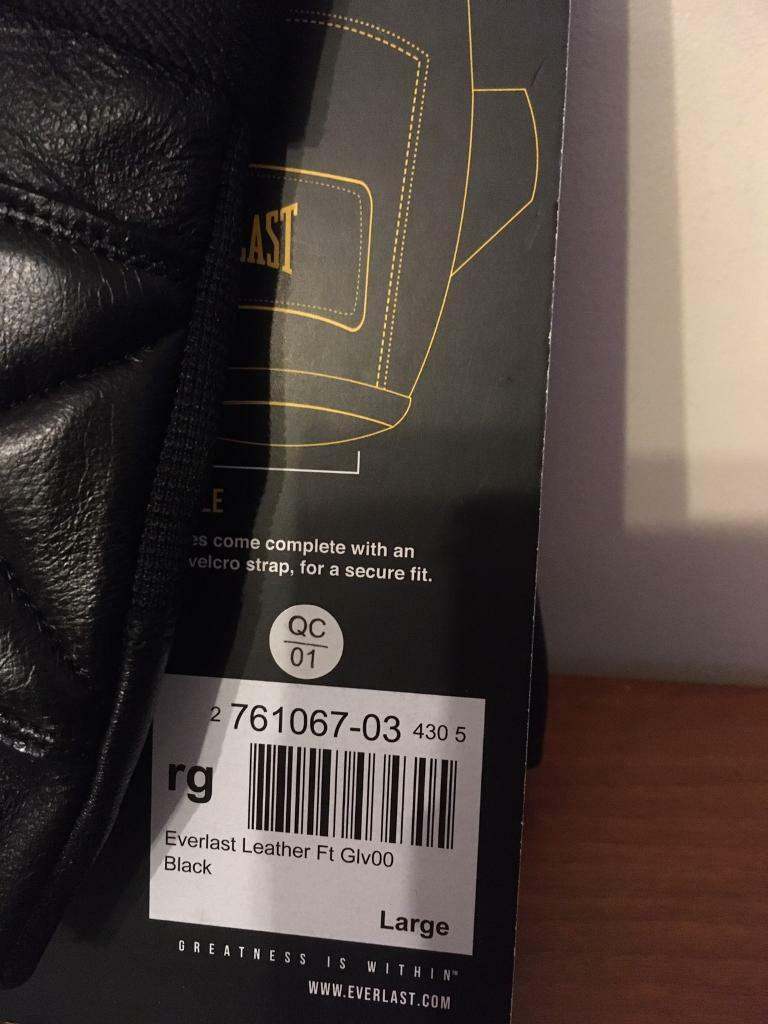 AST
LE
es come complete with an
velcro strap, for a secure fit.
QC
01
2 761067-03 430 5
rg
Everlast Leather Ft Glv00
Black
Large
GREATNESS IS WITHIN™
WWW.EVERLAST.COM